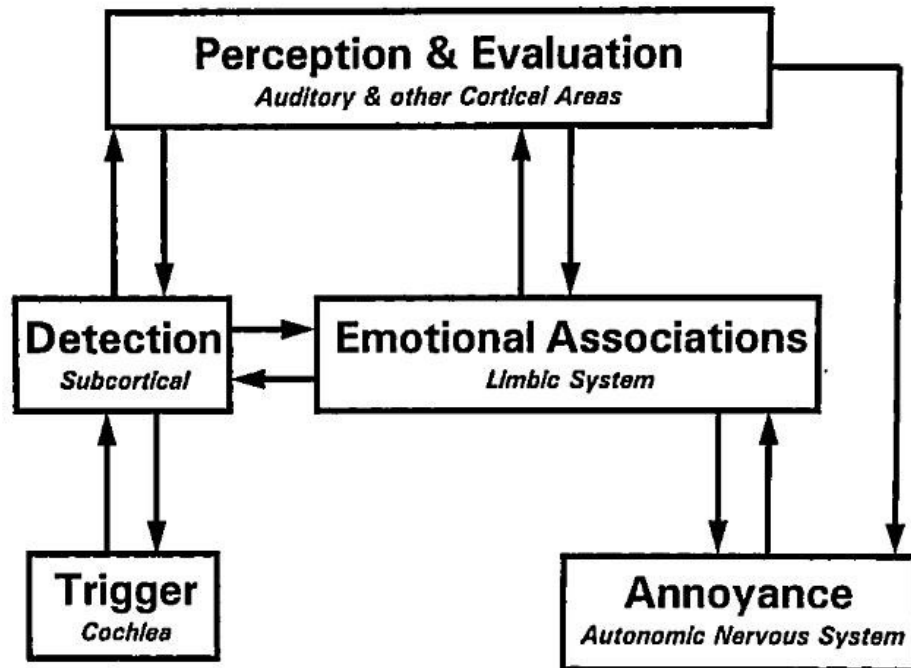 Perception & Evaluation
Auditory & other Cortical Areas
Detection
Subcortical
Emotional Associations
Limbic System
Trigger
Cochlea
Annoyance
Autonomic Nervous System